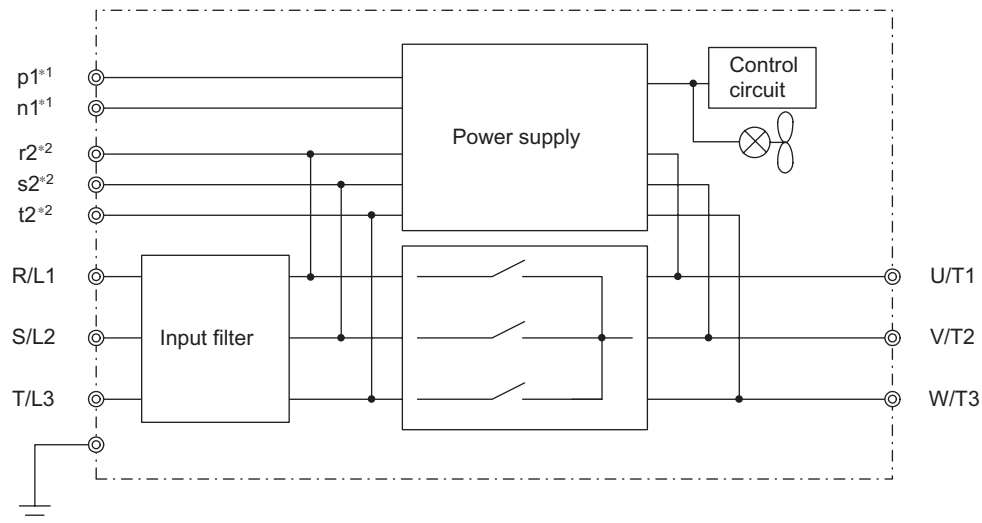 p1*1
n1*1
r2*2
s2*2
t2*2
R/L1
S/L2
T/L3
Input filter
Power supply
Control
circuit
U/T1
V/T2
W/T3